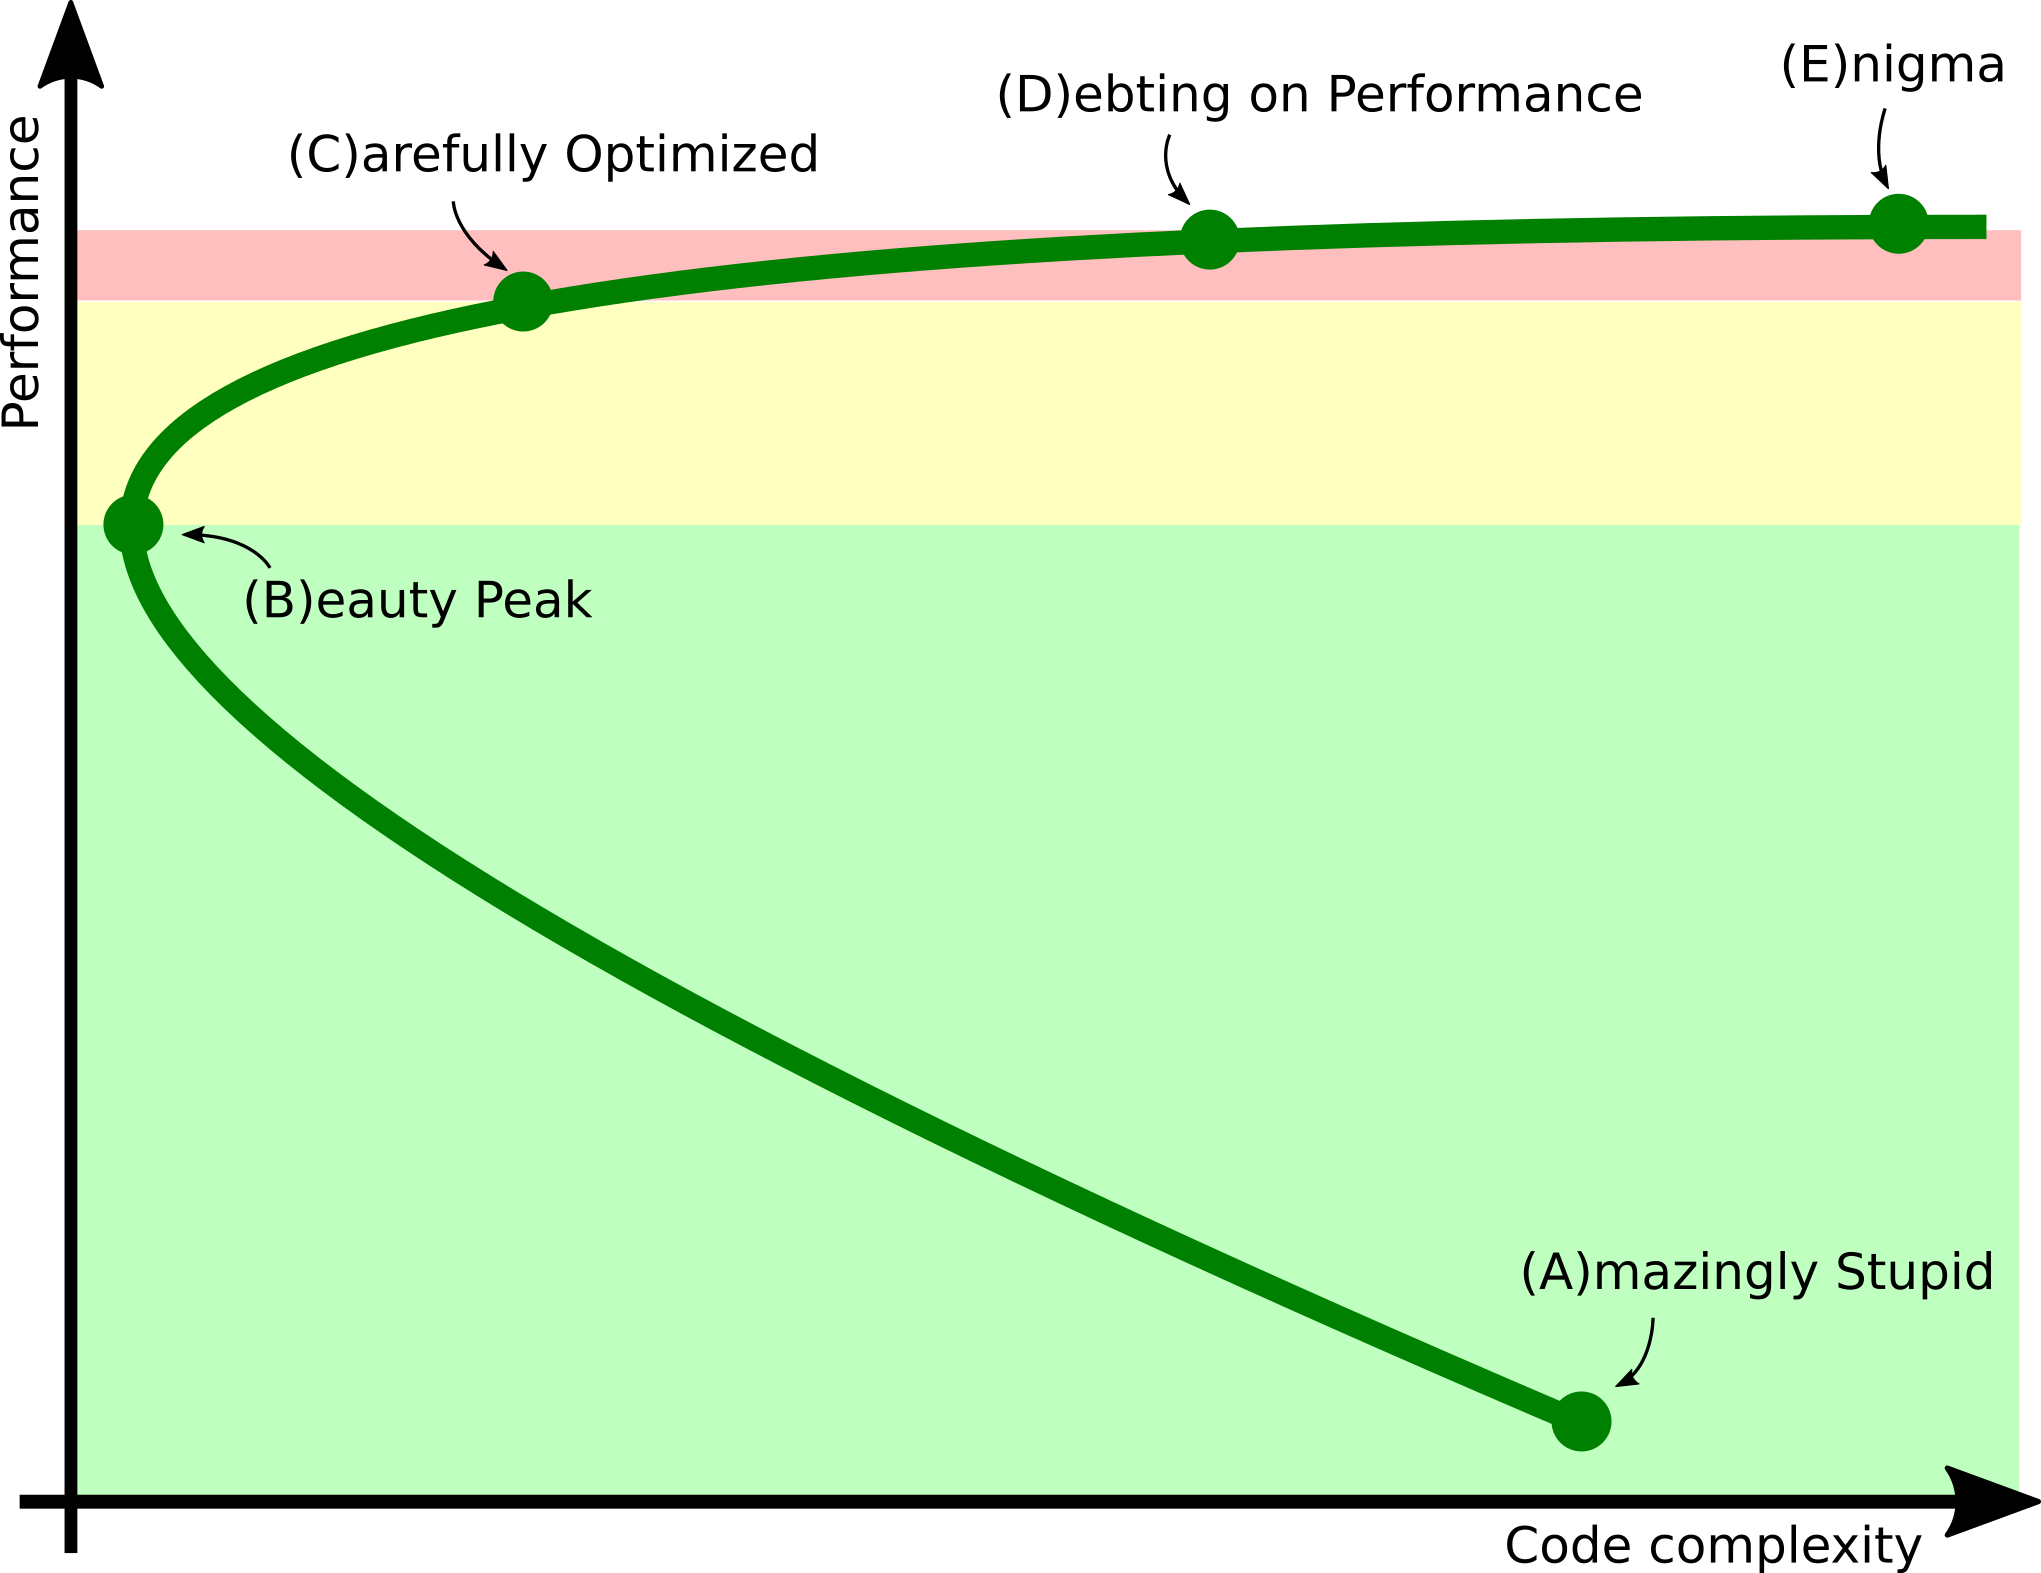 (E)nigma
(D)ebting on Performance
(C)arefully Optimized
Performance
(B)eauty Peak
(A)mazingly Stupid
Code complexity